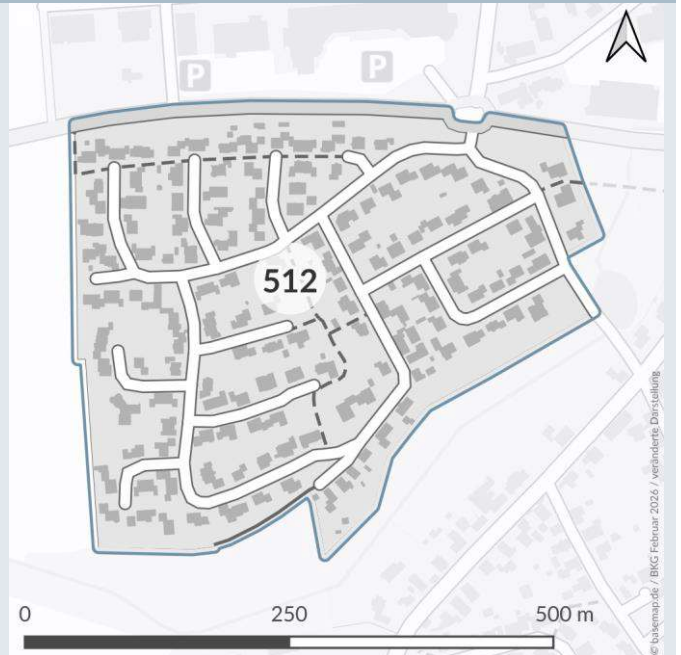 P
P
512
0 250 500 m
© basemap.de / BKG Februar 2026 / veränderte Darstellung